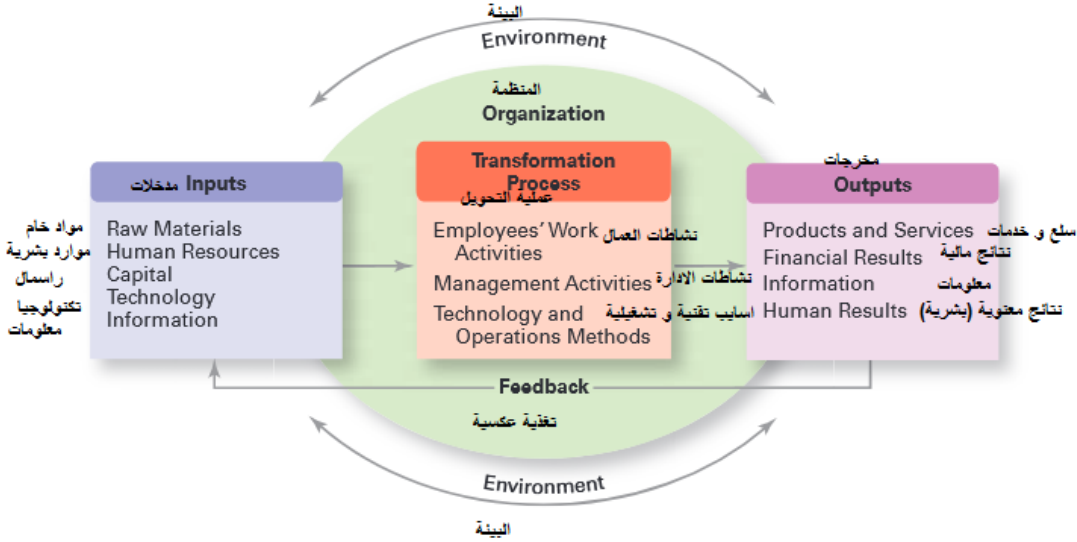 البيئة
Environment
المنظمة
Organization
مدخلات Inputs
مواد خام Raw Materials
موارد بشرية Human Resources
راسمال Capital
تكنولوجيا Technology
معلومات Information
Transformation
Process
عملية التحويل
Employees' Work نشاطات العمال
Activities
Management Activities نشاطات الادارة
Technology and اسايب تقنية و تشغيلية
Operations Methods
مخرجات
Outputs
Products and Services سلع و خدمات
Financial Results نتائج مالية
Information معلومات
Human Results نتائج معنوية (بشرية)
Feedback
تغذية عكسية
Environment
البيئة